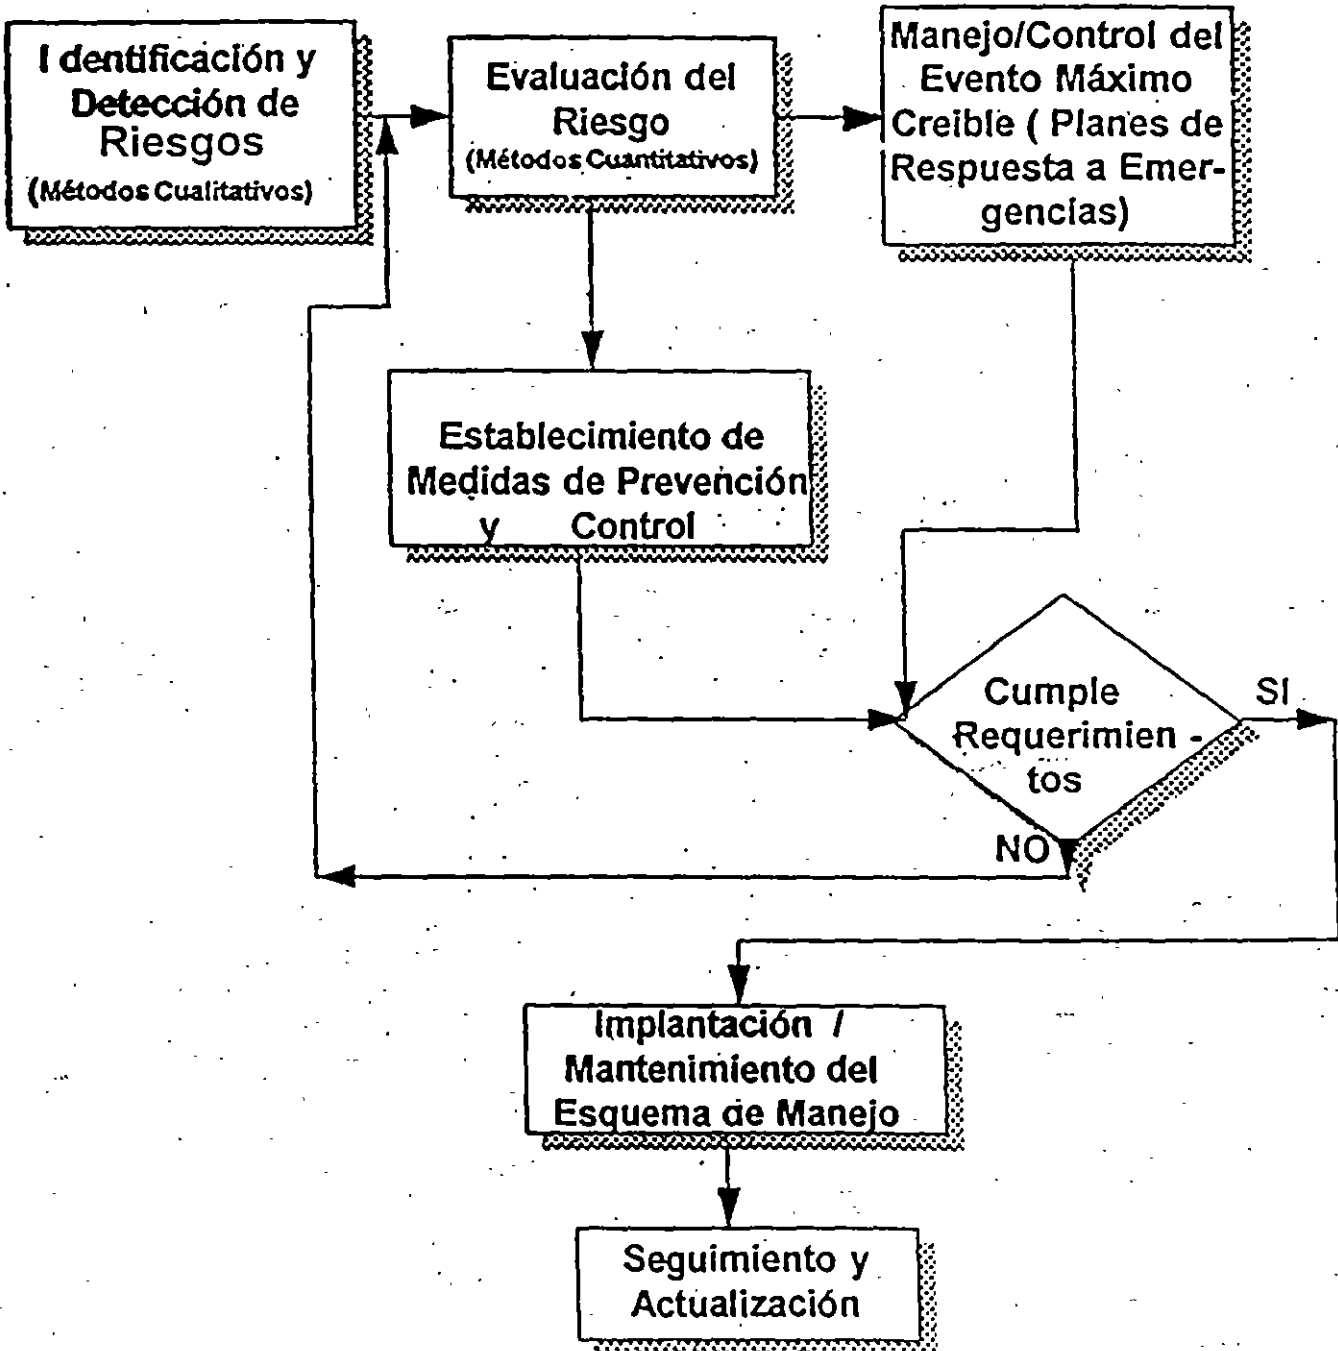 I dentificación y
Detección de
Riesgos
(Métodos Cualitativos)
Evaluación del
Riesgo
(Métodos Cuantitativos)
Manejo/Control del
Evento Máximo
Creible ( Planes de
Respuesta a Emer-
gencias)
Establecimiento de
Medidas de Prevención
y Control
Cumple
Requerimien -
tos
SI
NO
Implantación /
Mantenimiento del
Esquema de Manejo
Seguimiento y
Actualización